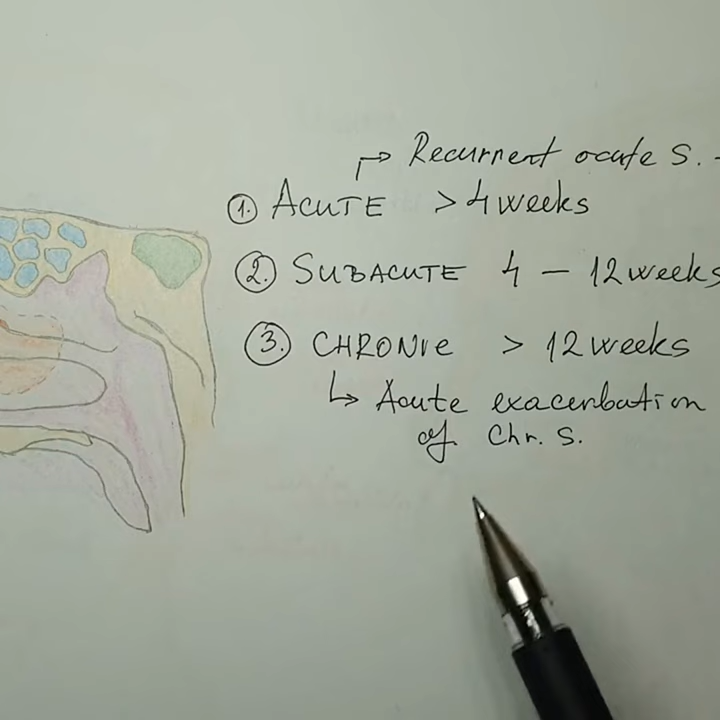 Recurrent acute S. -
1. ACUTE > 4 weeks
2. SUBACUTE 4 - 12 weeks
3. CHRONIC > 12 weeks
Acute exacerbation
of Chr. S.